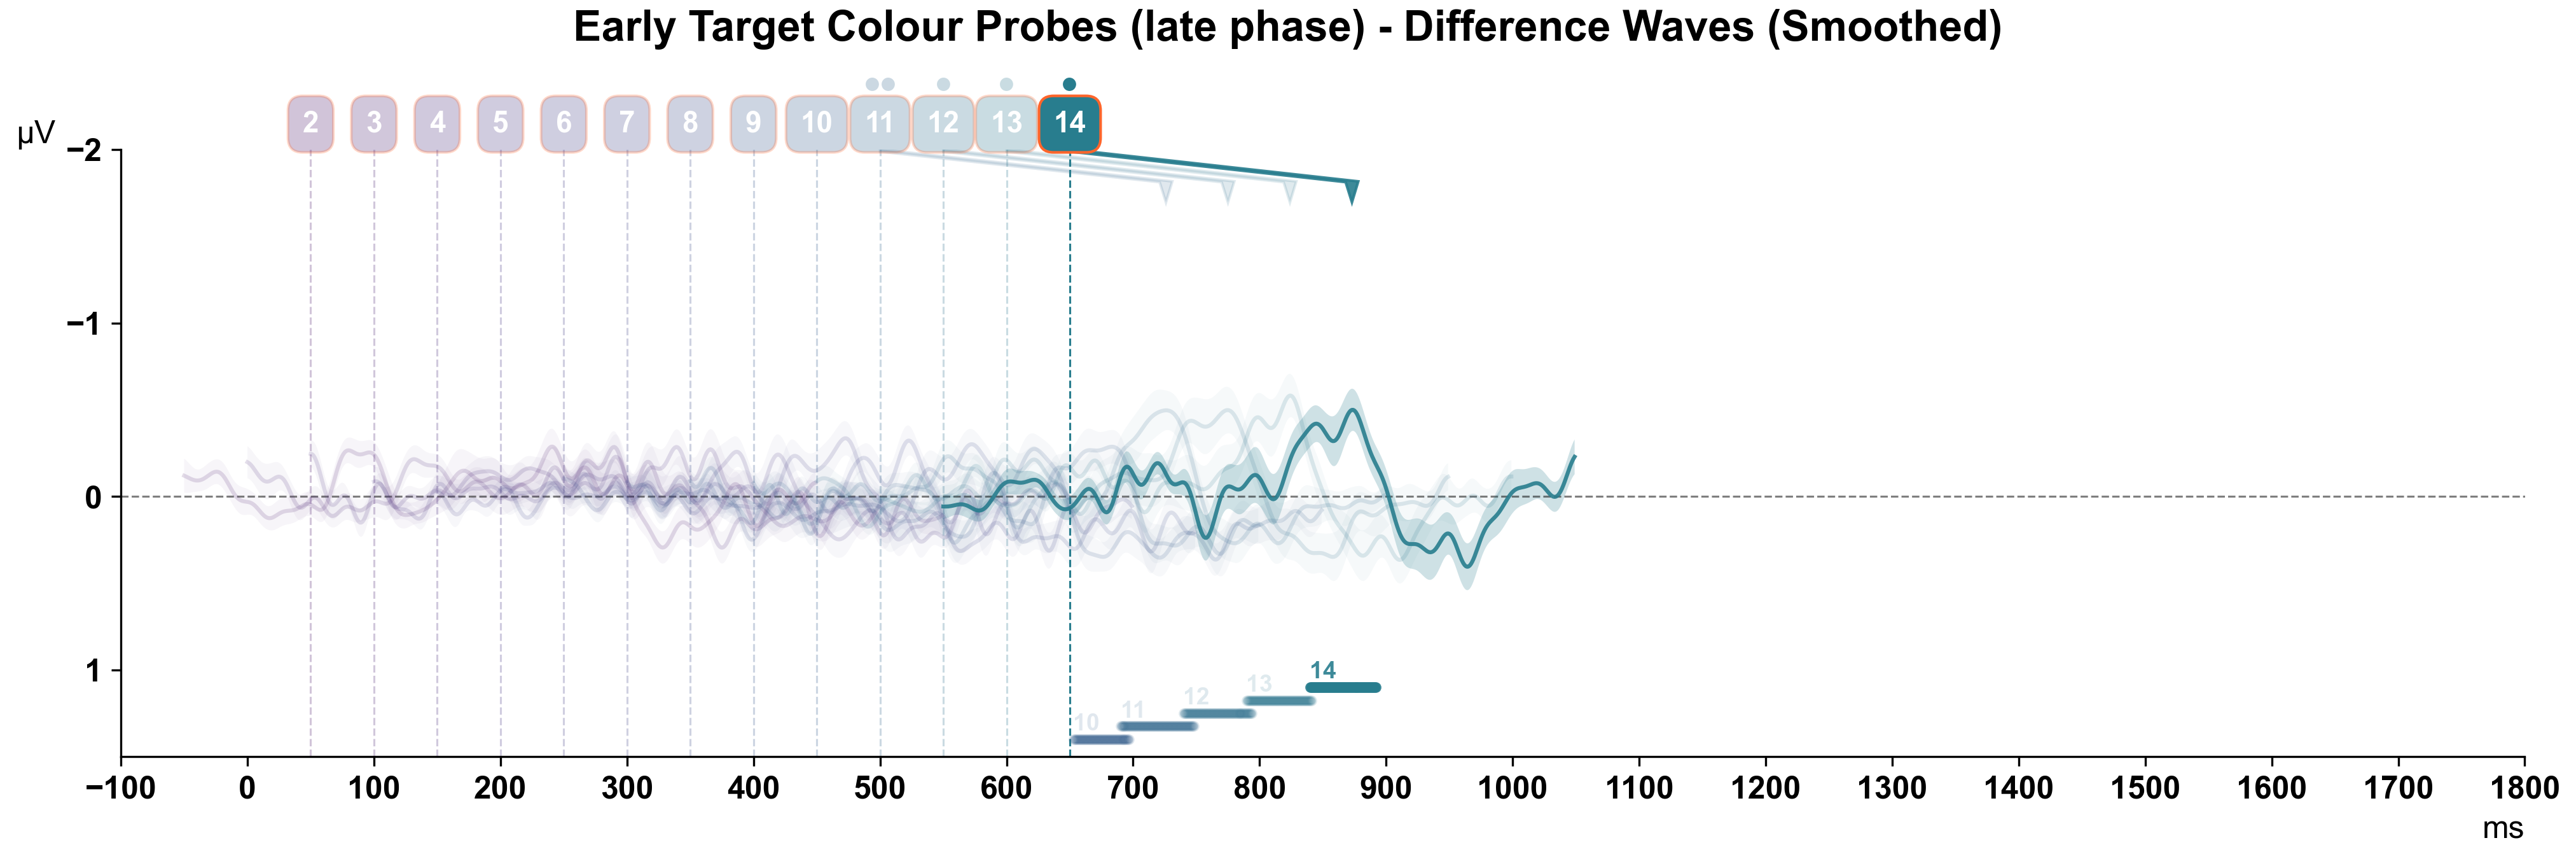 Early Target Colour Probes (late phase) - Difference Waves (Smoothed)
2 3 4 5 6 7 8 9 10 11 12 13 14
µV
−2
−1
0
1
14
13
12
11
10
−100 0 100 200 300 400 500 600 700 800 900 1000 1100 1200 1300 1400 1500 1600 1700 1800
ms